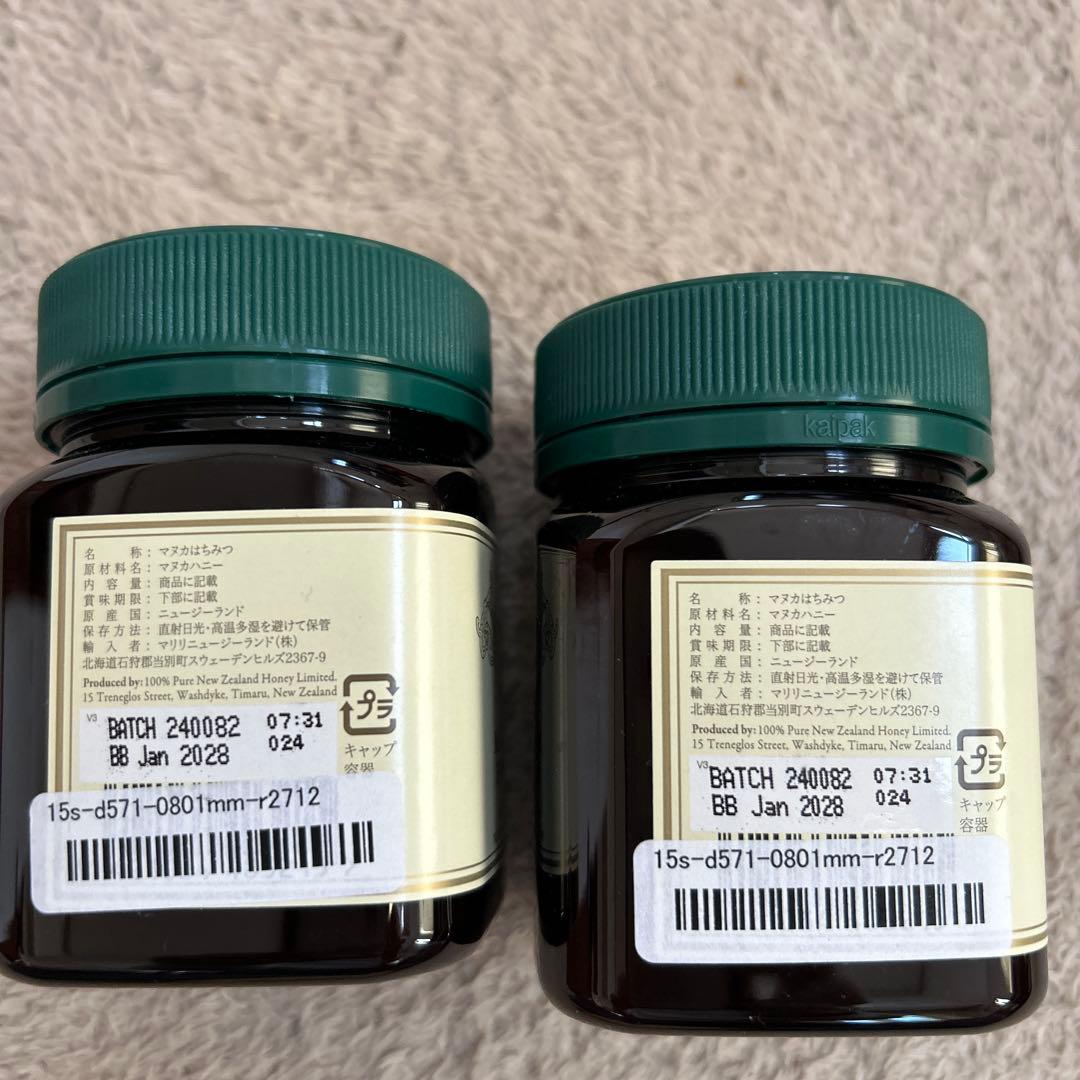 名 称: マヌカはちみつ
原材料名: マヌカハニー
内 容 量: 商品に記載
賞味期限: 下部に記載
原 産 国: ニュージーランド
保存方法: 直射日光・高温多湿を避けて保管
輸 入 者: マリリニュージーランド(株)
北海道石狩郡当別町スウェーデンヒルズ2367-9
Produced by: 100% Pure New Zealand Honey Limited.
15 Treneglos Street, Washdyke, Timaru, New Zealand
V3
BATCH 240082 07:31
BB Jan 2028 024
プラ
キャップ
容器
15s-d571-0801mm-r2712
kaipak
名 称: マヌカはちみつ
原材料名: マヌカハニー
内 容 量: 商品に記載
賞味期限: 下部に記載
原 産 国: ニュージーランド
保存方法: 直射日光・高温多湿を避けて保管
輸 入 者: マリリニュージーランド(株)
北海道石狩郡当別町スウェーデンヒルズ2367-9
Produced by: 100% Pure New Zealand Honey Limited.
15 Treneglos Street, Washdyke, Timaru, New Zealand
V3
BATCH 240082 07:31
BB Jan 2028 024
プラ
キャップ
容器
15s-d571-0801mm-r2712